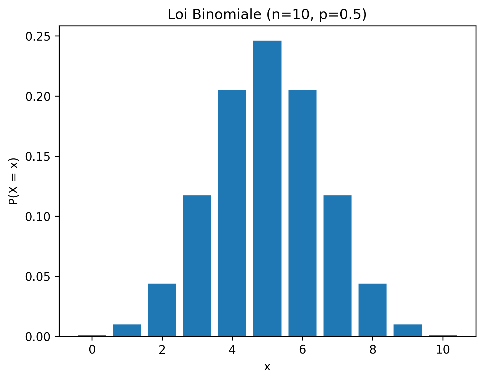 Loi Binomiale (n=10, p=0.5)
0.25
0.20
0.15
0.10
0.05
0.00
P(X = x)
0 2 4 6 8 10
x